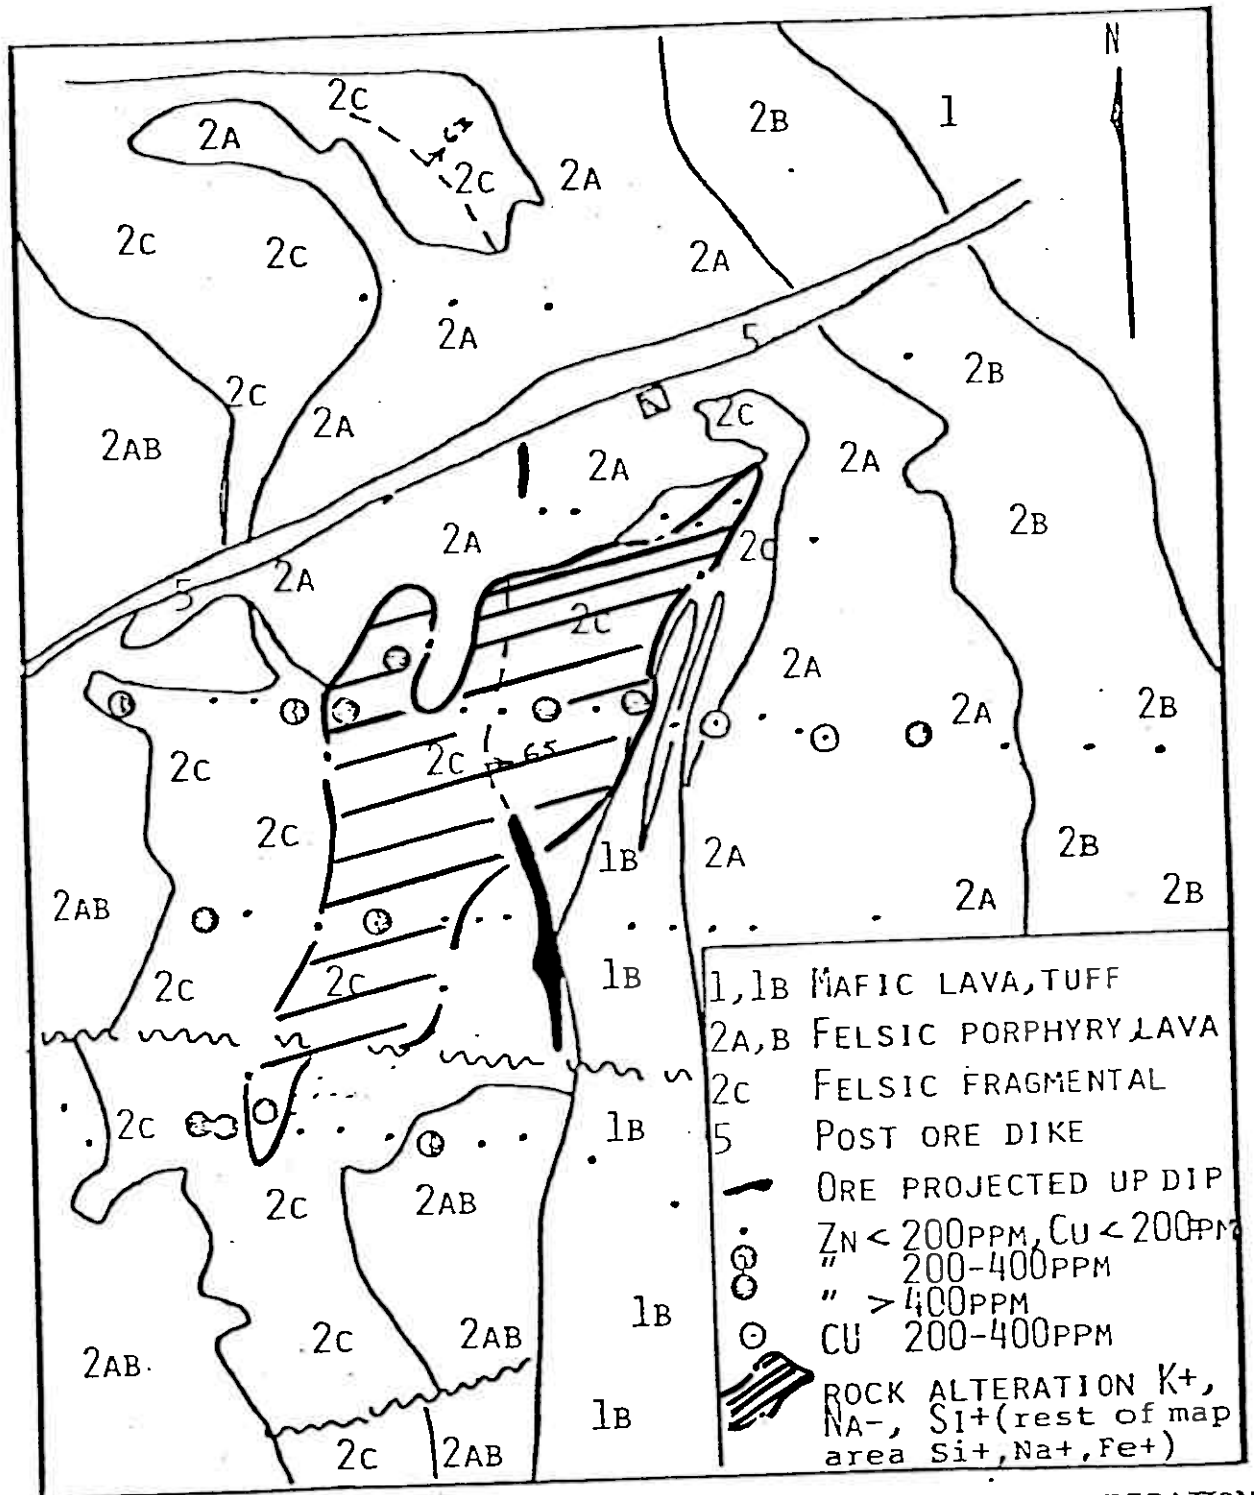 N
2C
2A
2B
1
2C
2A
2C
2C
2A
2A
5
2B
2C
2A
2C
2AB
2A
2A
2B
2A
2C
2A
5
2C
2A
2A
2B
2C
2C
65
2C
1B
2A
2B
2AB
2A
2B
2C
2C
1B
1,1B MAFIC LAVA, TUFF
2A,B FELSIC PORPHYRY, LAVA
2C FELSIC FRAGMENTAL
5 POST ORE DIKE
ORE PROJECTED UP DIP
ZN < 200PPM, CU < 200PPM
" 200-400PPM
" > 400PPM
CU 200-400PPM
ROCK ALTERATION K+,
NA-, SI+(rest of map
area Si+,Na+,Fe+)
2C
1B
2C
2AB
1B
2C
2AB
2AB
1B
2C
2AB